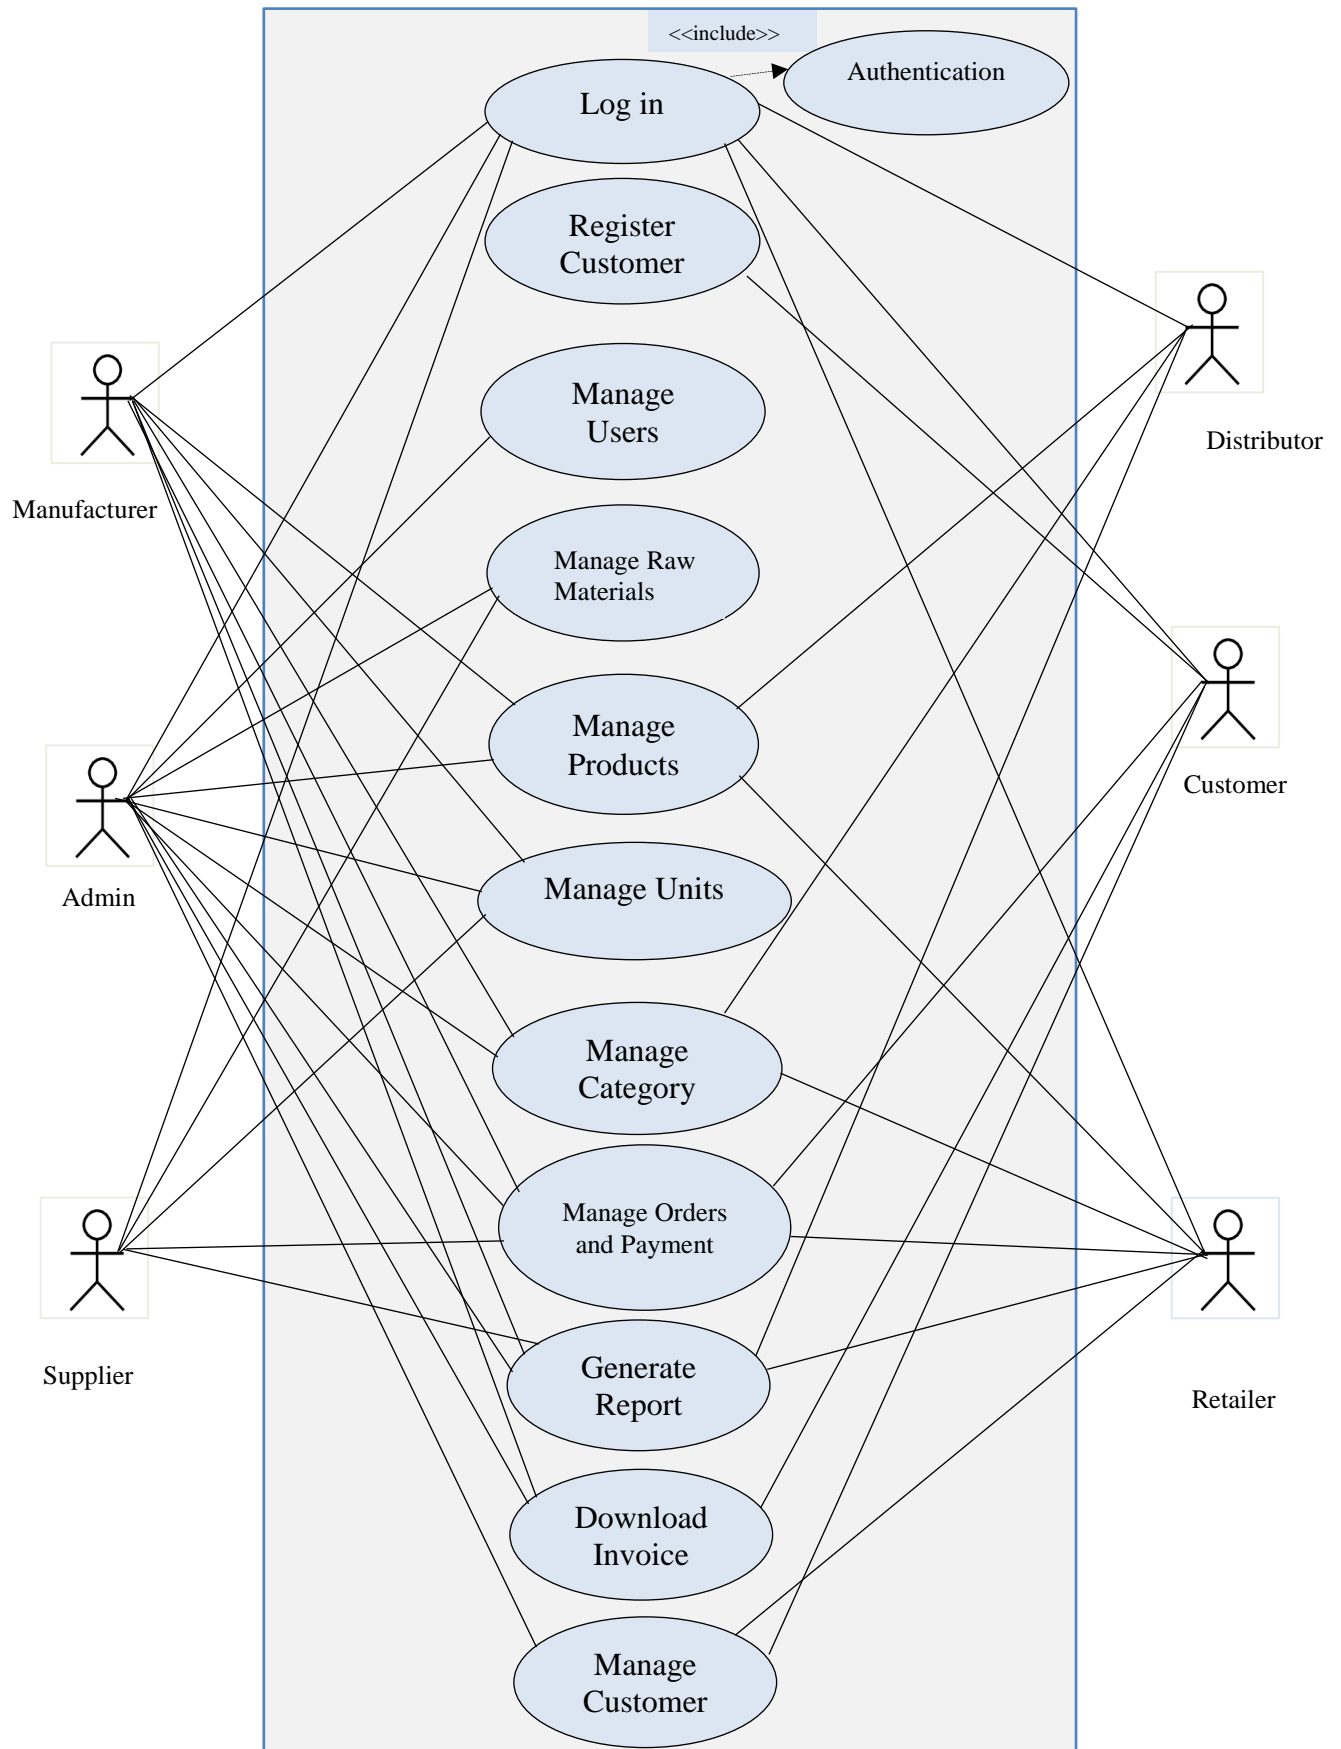 <<include>>
Authentication
Log in
Register
Customer
Manage
Users
Distributor
Manufacturer
Manage Raw
Materials
Manage
Products
Customer
Admin
Manage Units
Manage
Category
Manage Orders
and Payment
Supplier
Generate
Report
Retailer
Download
Invoice
Manage
Customer